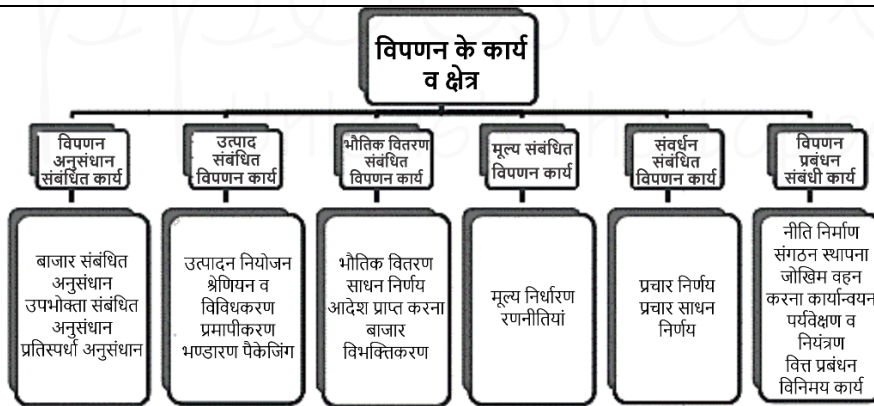 विपणन के कार्य
व क्षेत्र
विपणन
अनुसंधान
संबंधित कार्य
उत्पाद
संबंधित
विपणन कार्य
भौतिक वितरण
संबंधित
विपणन कार्य
मूल्य संबंधित
विपणन कार्य
संवर्धन
संबंधित
विपणन कार्य
विपणन
प्रबंधन
संबंधी कार्य
बाजार संबंधित
अनुसंधान
उपभोक्ता संबंधित
अनुसंधान
प्रतिस्पर्धा अनुसंधान
उत्पादन नियोजन
श्रेणियन व
विविधकरण
प्रमापीकरण
भण्डारण पैकेजिंग
भौतिक वितरण
साधन निर्णय
आदेश प्राप्त करना
बाजार
विभक्तिकरण
मूल्य निर्धारण
रणनीतियां
प्रचार निर्णय
प्रचार साधन
निर्णय
नीति निर्माण
संगठन स्थापना
जोखिम वहन
करना कार्यान्वयन
पर्यवेक्षण व
नियंत्रण
वित्त प्रबंधन
विनिमय कार्य